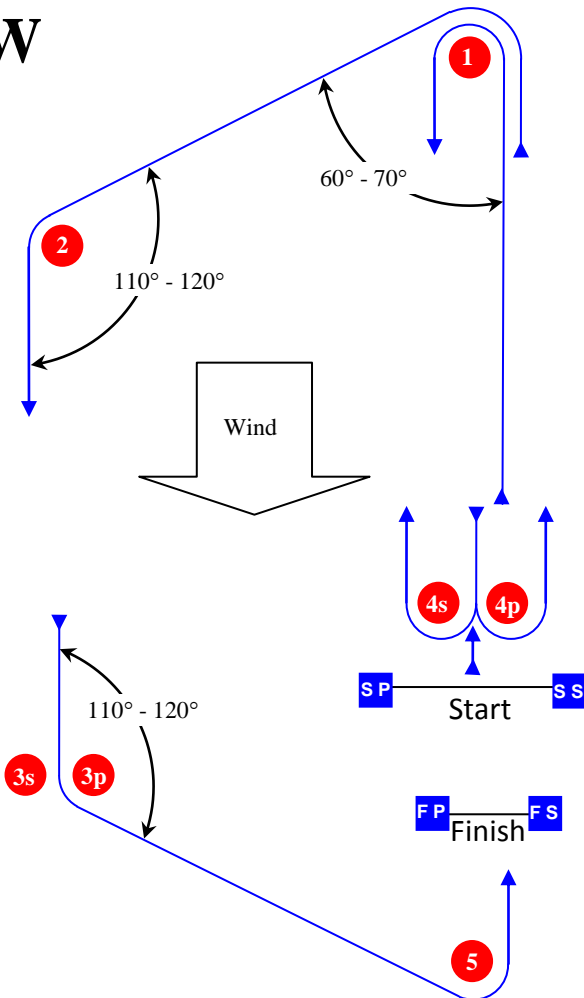 W
1
60° - 70°
2
110° - 120°
Wind
4s 4p
S P S S
Start
110° - 120°
3s 3p
F P F S
Finish
5